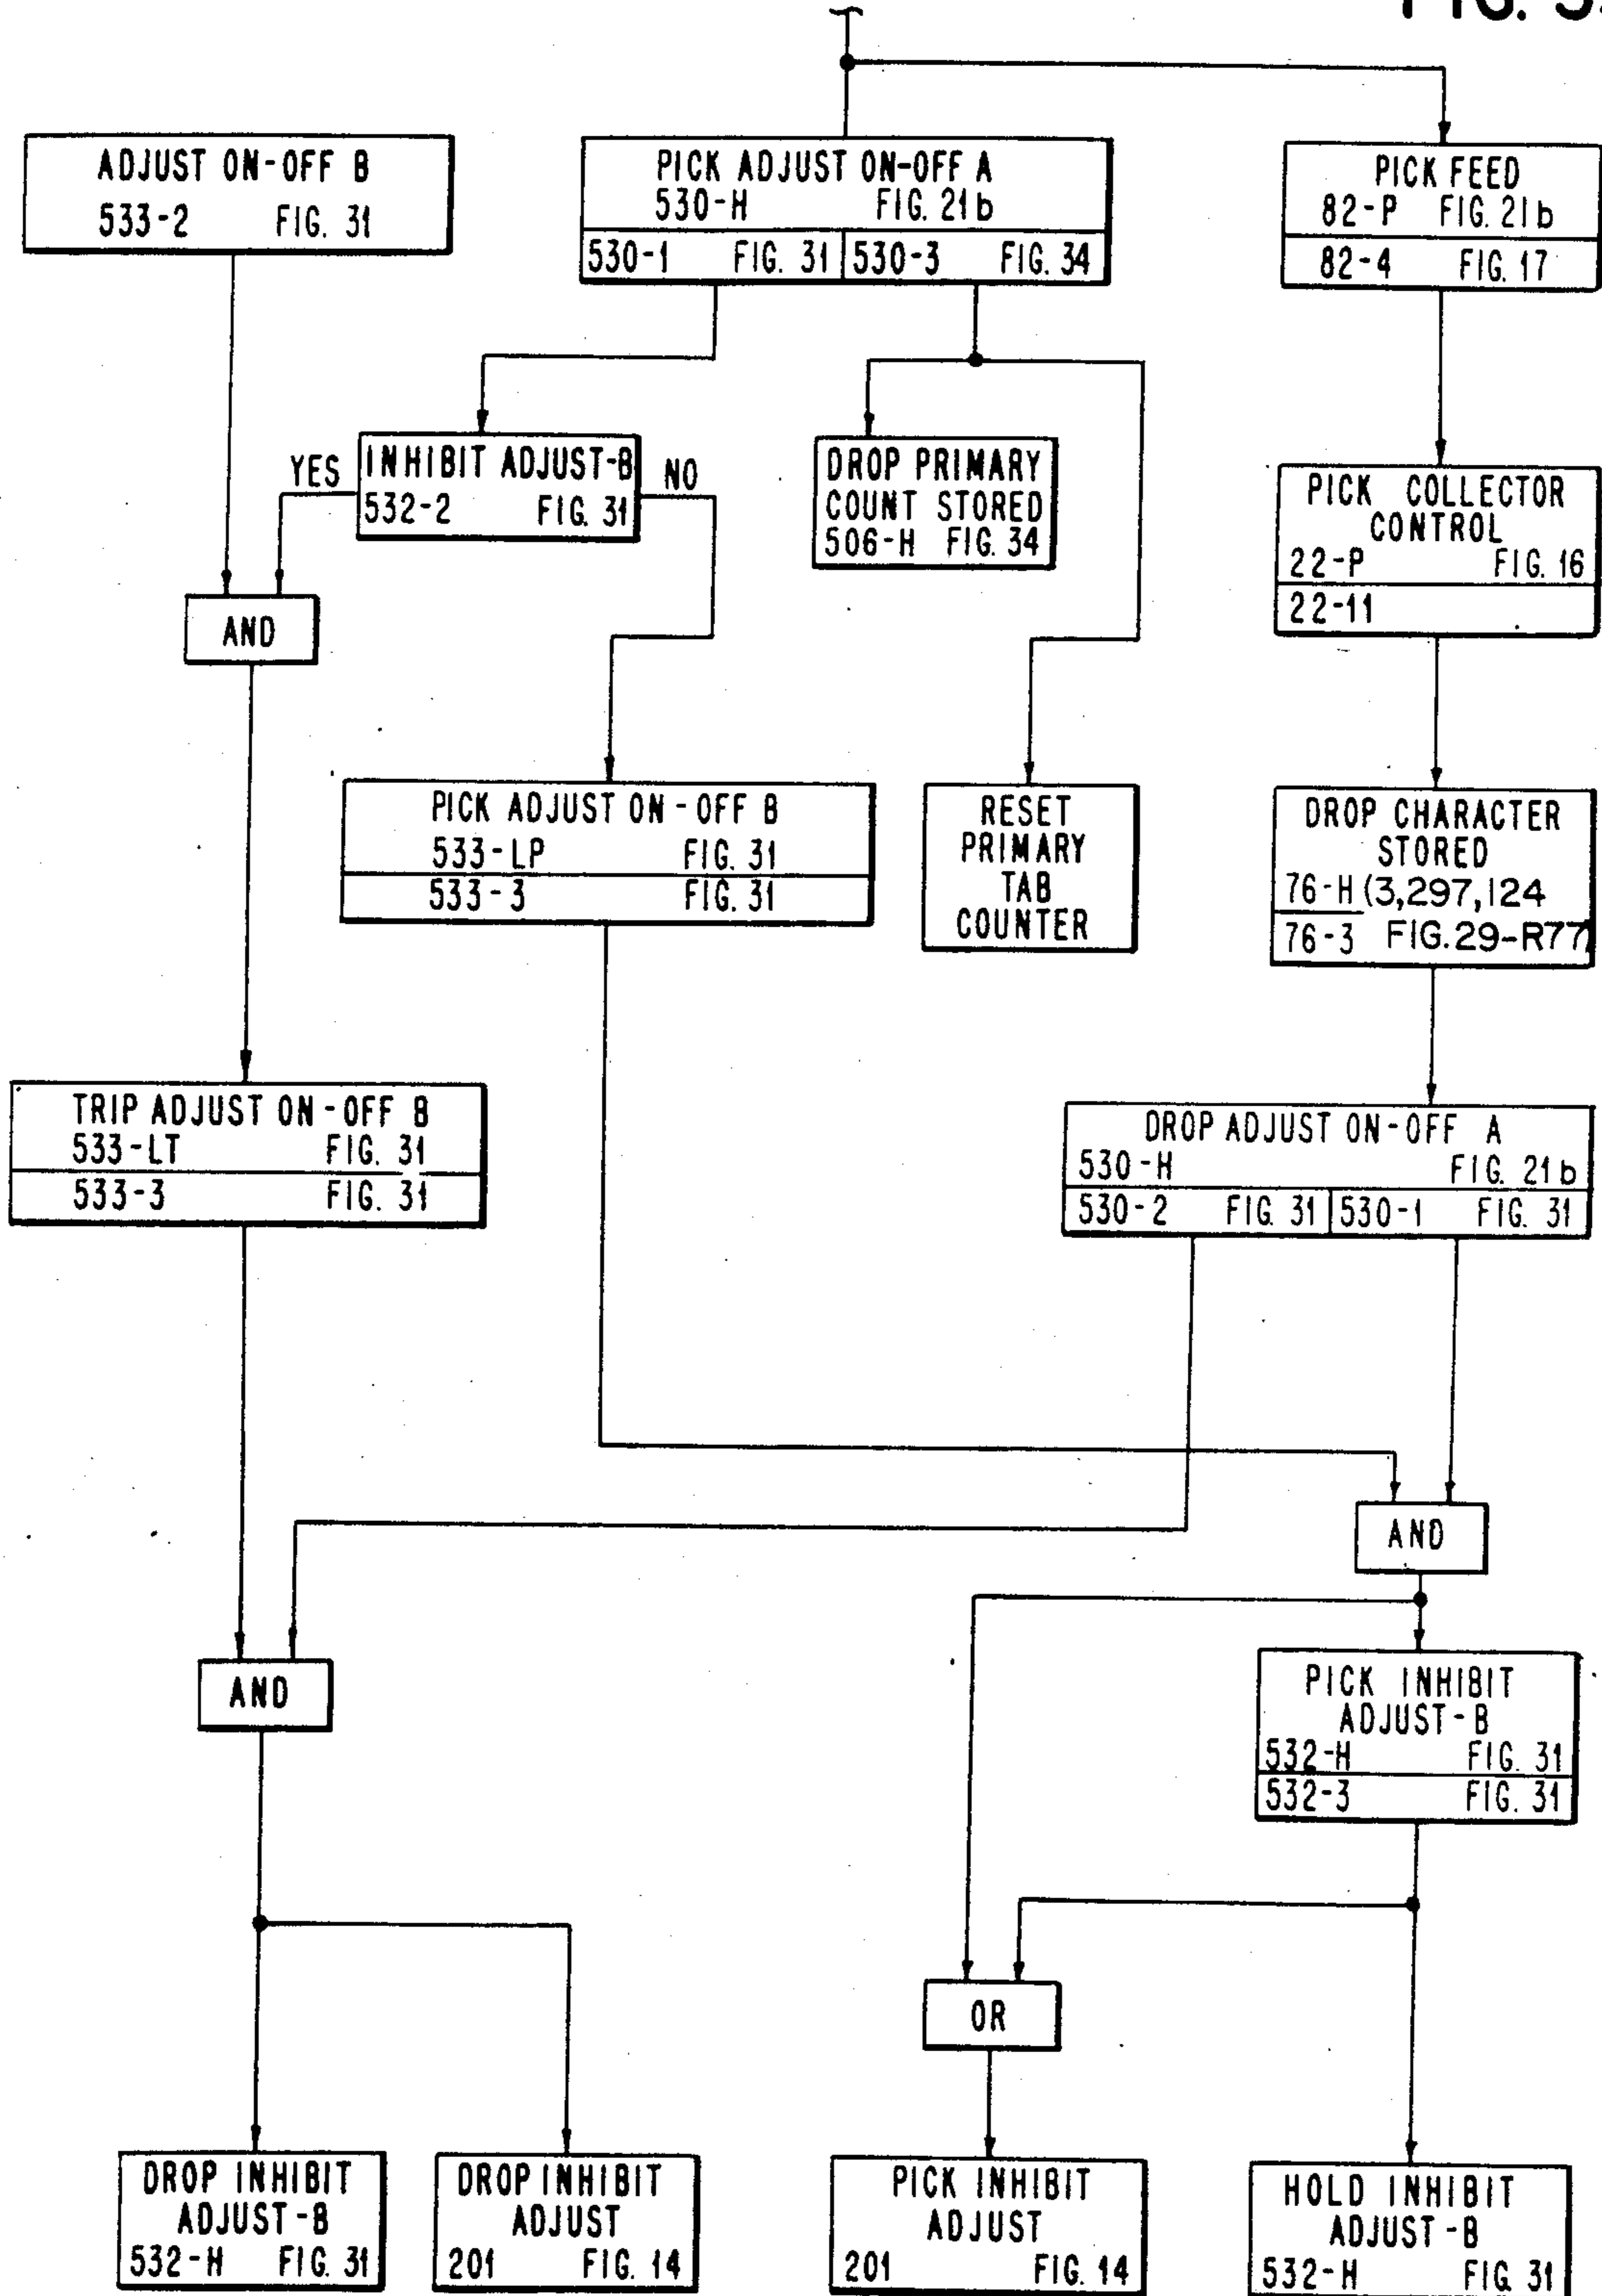 FIG. 3
ADJUST ON-OFF B
533-2 FIG. 31
PICK ADJUST ON-OFF A
530-H FIG. 21b
530-1 FIG. 31 530-3 FIG. 34
PICK FEED
82-P FIG. 21b
82-4 FIG. 17
YES
INHIBIT ADJUST-B
532-2 FIG. 31
NO
DROP PRIMARY
COUNT STORED
506-H FIG. 34
PICK COLLECTOR
CONTROL
22-P FIG. 16
22-11
AND
PICK ADJUST ON-OFF B
533-LP FIG. 31
533-3 FIG. 31
RESET
PRIMARY
TAB
COUNTER
DROP CHARACTER
STORED
76-H (3,297,124
76-3 FIG.29-R77)
TRIP ADJUST ON-OFF B
533-LT FIG. 31
533-3 FIG. 31
DROP ADJUST ON-OFF A
530-H FIG. 21b
530-2 FIG. 31 530-1 FIG. 31
AND
AND
PICK INHIBIT
ADJUST-B
532-H FIG. 31
532-3 FIG. 31
OR
DROP INHIBIT
ADJUST-B
532-H FIG. 31
DROP INHIBIT
ADJUST
201 FIG. 14
PICK INHIBIT
ADJUST
201 FIG. 14
HOLD INHIBIT
ADJUST-B
532-H FIG. 31